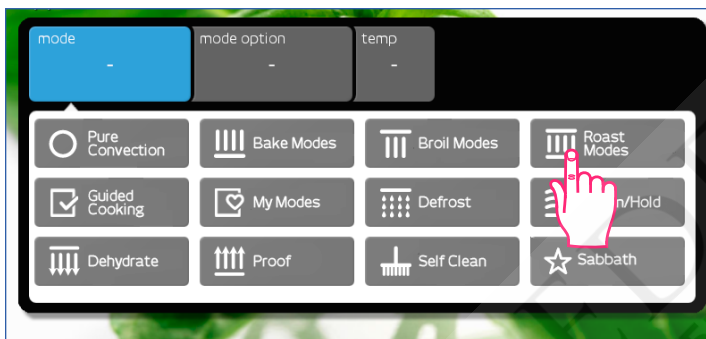 mode mode option temp
- - -
Pure Convection Bake Modes Broil Modes Roast Modes
Guided Cooking My Modes Defrost /Hold
Dehydrate Proof Self Clean Sabbath